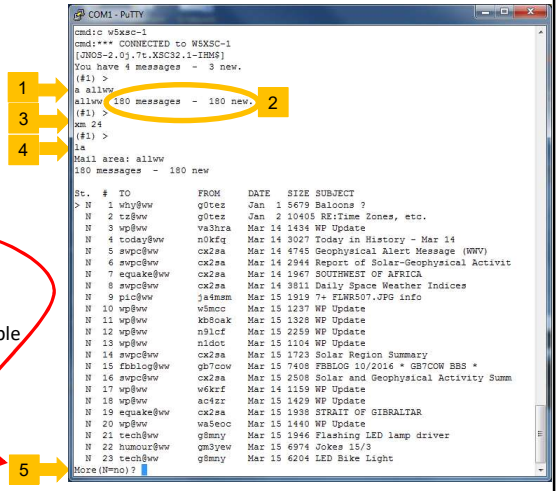 COM1 - PuTTY
cmd:c w5xsc-1
cmd:*** CONNECTED to W5XSC-1
[JNOS-2.0j.7t.XSC32.1-IHM$]
You have 4 messages - 3 new.
(#1) >
1
a allww
allww 180 messages - 180 new.
2
(#1) >
3
xm 24
(#1) >
4
la
Mail area: allww
180 messages - 180 new
St. # TO FROM DATE SIZE SUBJECT
> N 1 why@ww g0tez Jan 1 5679 Baloons ?
N 2 tz@ww g0tez Jan 2 10405 RE:Time Zones, etc.
N 3 wp@ww va3hra Mar 14 1434 WP Update
N 4 today@ww n0kfq Mar 14 3027 Today in History - Mar 14
N 5 swpc@ww cx2sa Mar 14 4745 Geophysical Alert Message (WWV)
N 6 swpc@ww cx2sa Mar 14 2944 Report of Solar-Geophysical Activit
N 7 equake@ww cx2sa Mar 14 1967 SOUTHWEST OF AFRICA
N 8 swpc@ww cx2sa Mar 14 3811 Daily Space Weather Indices
N 9 pic@ww ja4msm Mar 15 1919 7+ FLWR507.JPG info
N 10 wp@ww w5mcc Mar 15 1237 WP Update
N 11 wp@ww kb8oak Mar 15 1328 WP Update
N 12 wp@ww n9lcf Mar 15 2259 WP Update
N 13 wp@ww n1dot Mar 15 1104 WP Update
N 14 swpc@ww cx2sa Mar 15 1723 Solar Region Summary
N 15 fbblog@ww gb7cow Mar 15 7408 FBBLOG 10/2016 * GB7COW BBS *
N 16 swpc@ww cx2sa Mar 15 2508 Solar and Geophysical Activity Summ
N 17 wp@ww w6krf Mar 14 1159 WP Update
N 18 wp@ww ac4zr Mar 15 1429 WP Update
N 19 equake@ww cx2sa Mar 15 1938 STRAIT OF GIBRALTAR
N 20 wp@ww wa5eoc Mar 15 1440 WP Update
N 21 tech@ww g8mny Mar 15 1946 Flashing LED lamp driver
N 22 humour@ww gm3yew Mar 15 6974 Jokes 15/3
N 23 tech@ww g8mny Mar 15 6204 LED Bike Light
5
More(N=no)?